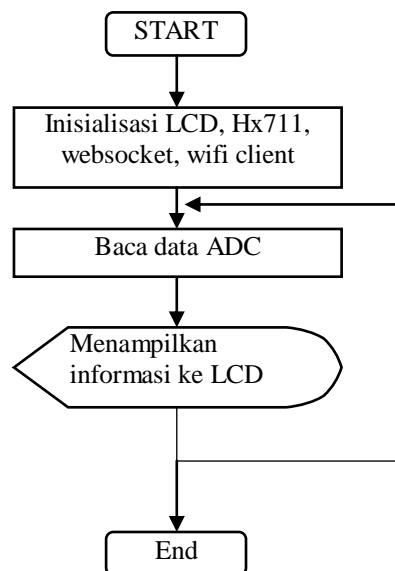 START
Inisialisasi LCD, Hx711,
websocket, wifi client
Baca data ADC
Menampilkan
informasi ke LCD
End